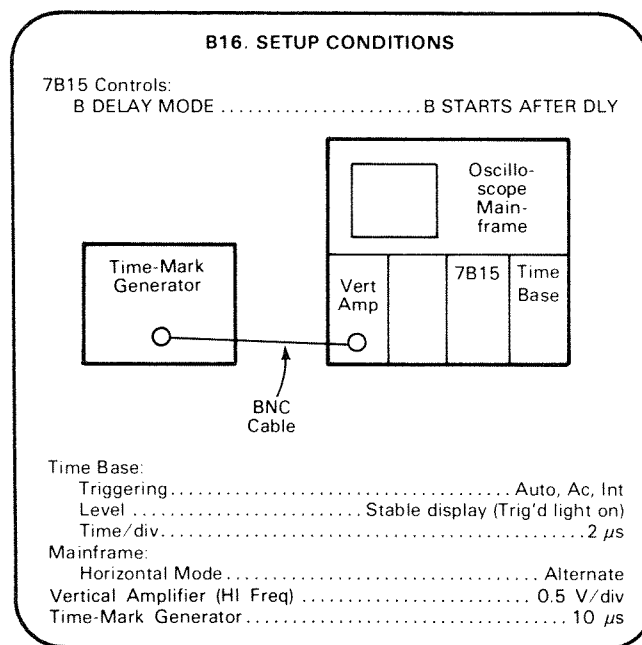 B16. SETUP CONDITIONS
7B15 Controls:
B DELAY MODE ...................... B STARTS AFTER DLY
Oscillo-
scope
Main-
frame
Time-Mark
Generator
Vert
Amp
7B15
Time
Base
BNC
Cable
Time Base:
Triggering ..................................... Auto, Ac, Int
Level ..................... Stable display (Trig'd light on)
Time/div ............................................. 2 μs
Mainframe:
Horizontal Mode .................................. Alternate
Vertical Amplifier (HI Freq) ........................ 0.5 V/div
Time-Mark Generator ................................. 10 μs